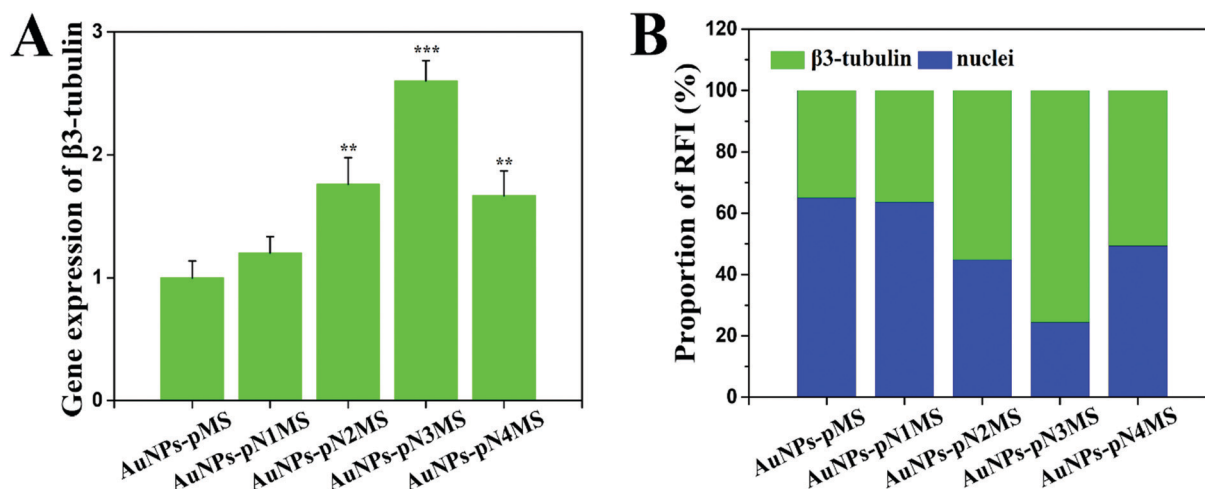 A
Gene expression of β3-tubulin
3
2
1
0
**
***
**
AuNPs-pMS
AuNPs-pN1MS
AuNPs-pN2MS
AuNPs-pN3MS
AuNPs-pN4MS
B
Proportion of RFI (%)
120
100
80
60
40
20
0
β3-tubulin nuclei
AuNPs-pMS
AuNPs-pN1MS
AuNPs-pN2MS
AuNPs-pN3MS
AuNPs-pN4MS